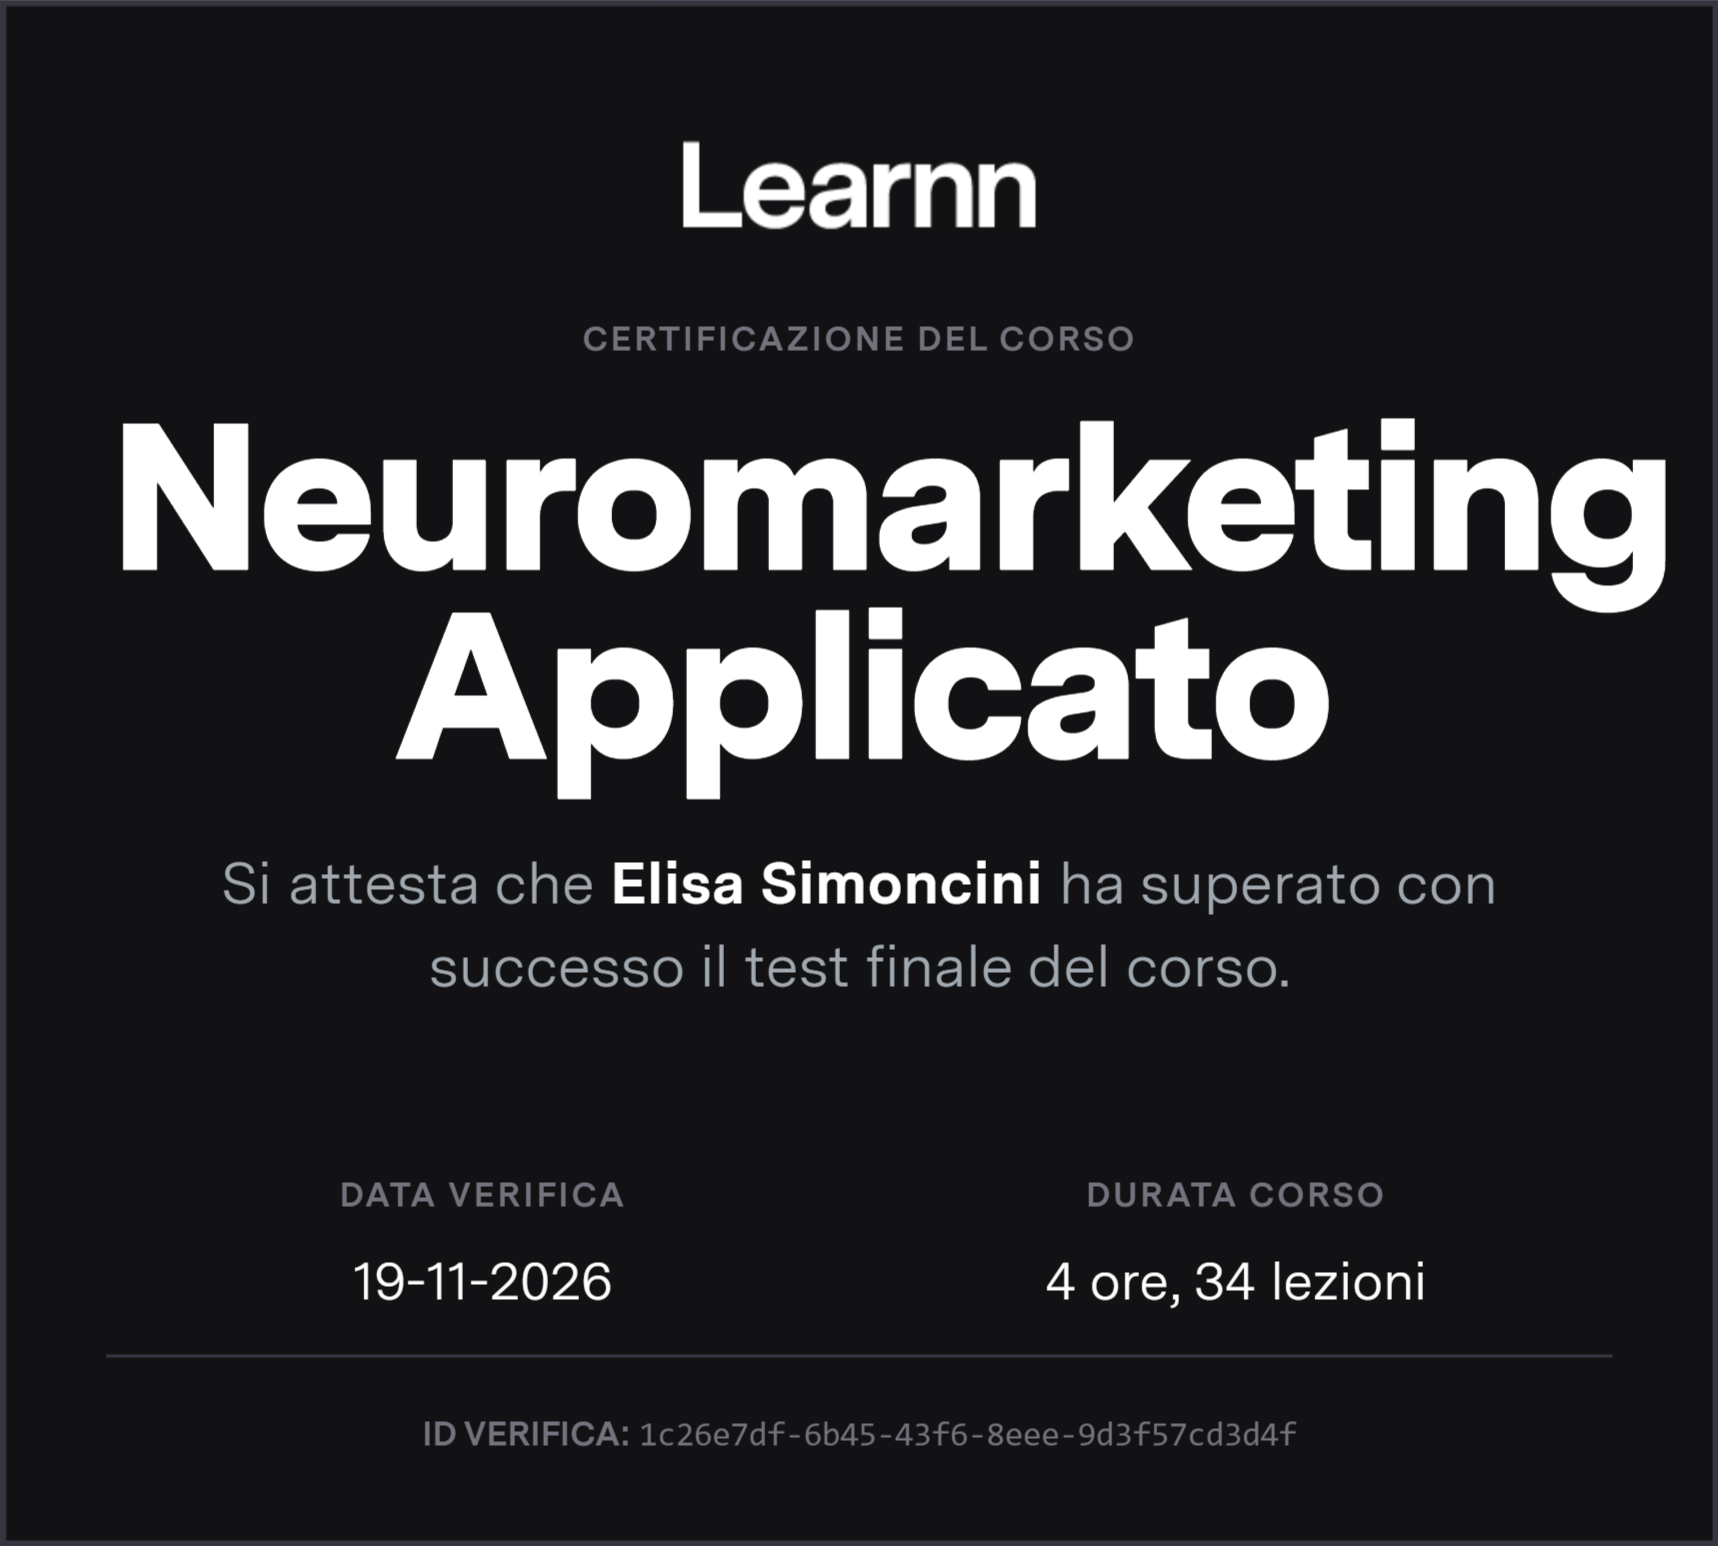 Learnn
CERTIFICAZIONE DEL CORSO
Neuromarketing
Applicato
Si attesta che Elisa Simoncini ha superato con
successo il test finale del corso.
DATA VERIFICA
19-11-2026
DURATA CORSO
4 ore, 34 lezioni
ID VERIFICA: 1c26e7df-6b45-43f6-8eee-9d3f57cd3d4f